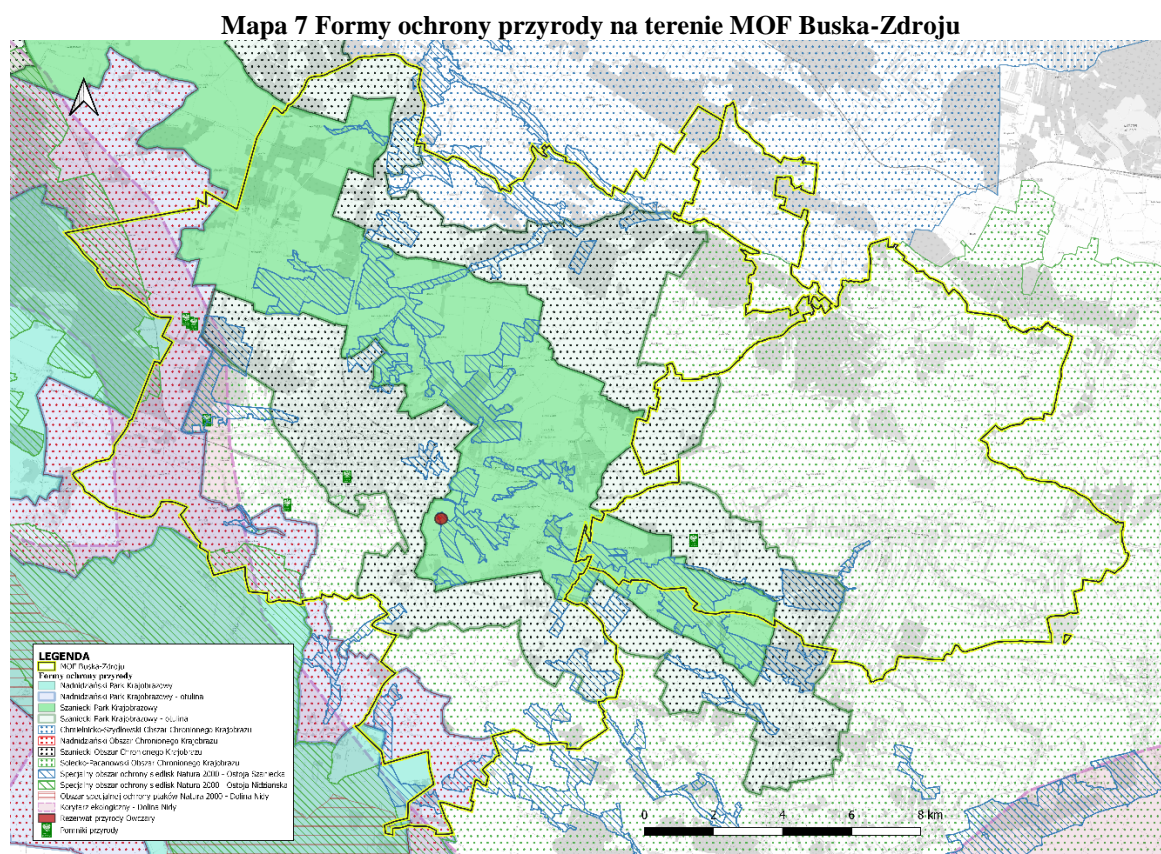 Mapa 7 Formy ochrony przyrody na terenie MOF Buska-Zdroju
LEGENDA
MOF Buska-Zdroju
Formy ochrony przyrody
Nadnidziański Park Krajobrazowy
Nadnidziański Park Krajobrazowy - otulina
Szaniecki Park Krajobrazowy
Szaniecki Park Krajobrazowy - otulina
Chmielnicko-Szydłowski Obszar Chronionego Krajobrazu
Nadnidziański Obszar Chronionego Krajobrazu
Szaniecki Obszar Chronionego Krajobrazu
Solecko-Pacanowski Obszar Chronionego Krajobrazu
Specjalny obszar ochrony siedlisk Natura 2000 - Ostoja Szaniecka
Specjalny obszar ochrony siedlisk Natura 2000 - Ostoja Nidziańska
Obszar specjalnej ochrony ptaków Natura 2000 - Dolina Nidy
Korytarz ekologiczny - Dolina Nidy
Rezerwat przyrody Owczary
Pomniki przyrody
0 2 4 6 8 km